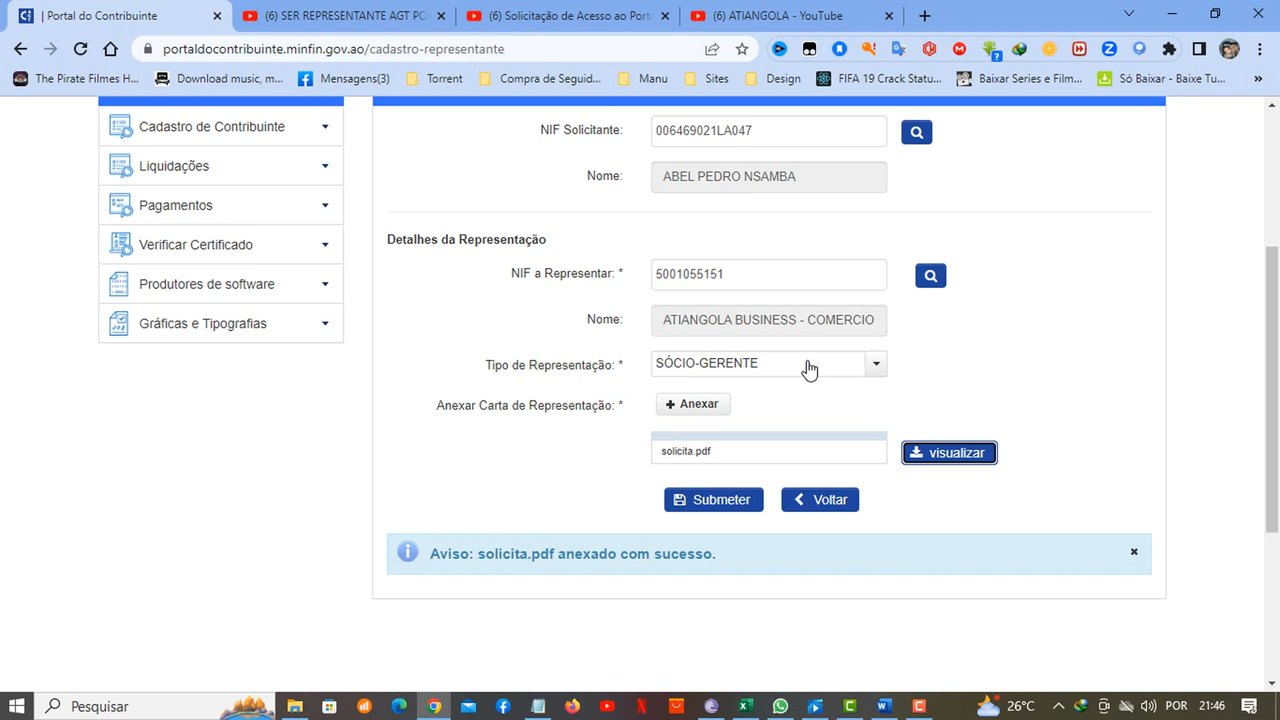 | Portal do Contribuinte
(6) SER REPRESENTANTE AGT PO
(6) Solicitação de Acesso ao Port
(6) ATIANGOLA - YouTube
portaldocontribuinte.minfin.gov.ao/cadastro-representante
The Pirate Filmes H...
Download music, m...
Mensagens(3)
Torrent
Compra de Seguid...
Manu
Sites
Design
FIFA 19 Crack Statu...
Baixar Series e Film...
Só Baixar - Baixe Tu...
Cadastro de Contribuinte
Liquidações
Pagamentos
Verificar Certificado
Produtores de software
Gráficas e Tipografias
NIF Solicitante: 006469021LA047
Nome: ABEL PEDRO NSAMBA
Detalhes da Representação
NIF a Representar: * 5001055151
Nome: ATIANGOLA BUSINESS - COMERCIO
Tipo de Representação: * SÓCIO-GERENTE
Anexar Carta de Representação: * Anexar
solicita.pdf visualizar
Submeter Voltar
Aviso: solicita.pdf anexado com sucesso.
Pesquisar
26°C
POR
21:46